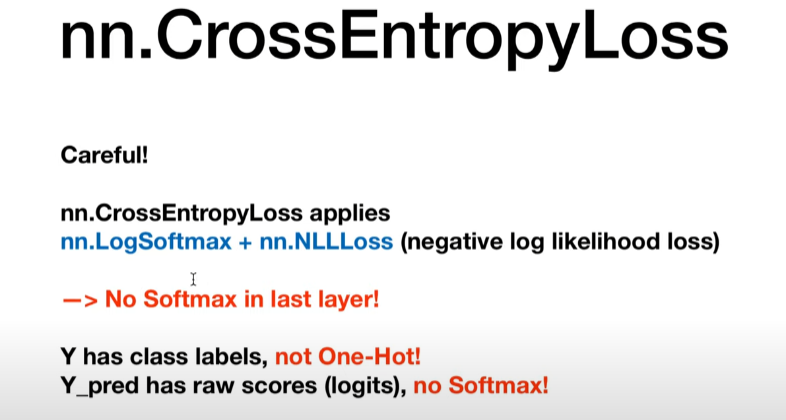 nn.CrossEntropyLoss
Careful!
nn.CrossEntropyLoss applies
nn.LogSoftmax + nn.NLLLoss (negative log likelihood loss)
—> No Softmax in last layer!
Y has class labels, not One-Hot!
Y_pred has raw scores (logits), no Softmax!